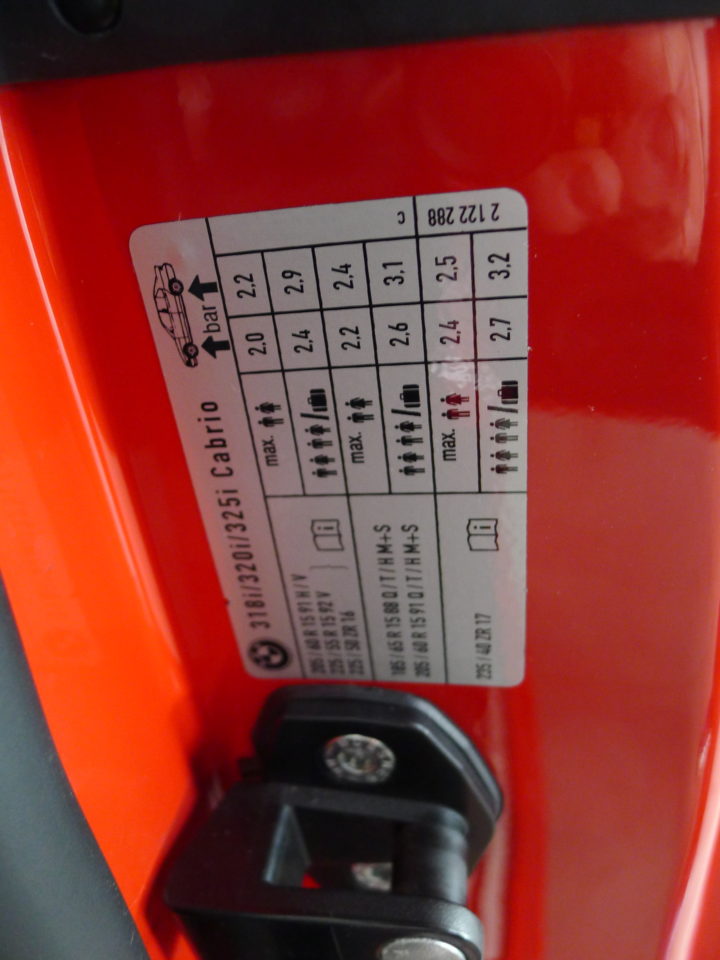 318i/320i/325i Cabrio
bar
205 / 60 R 15 91 H / V
225 / 55 R 15 92 V
225 / 50 ZR 16
max.
2,0 2,2
2,4 2,9
185 / 65 R 15 88 Q / T / H M+S
205 / 60 R 15 91 Q / T / H M+S
max.
2,2 2,4
2,6 3,1
235 / 40 ZR 17
max.
2,4 2,5
2,7 3,2
c
2 122 288